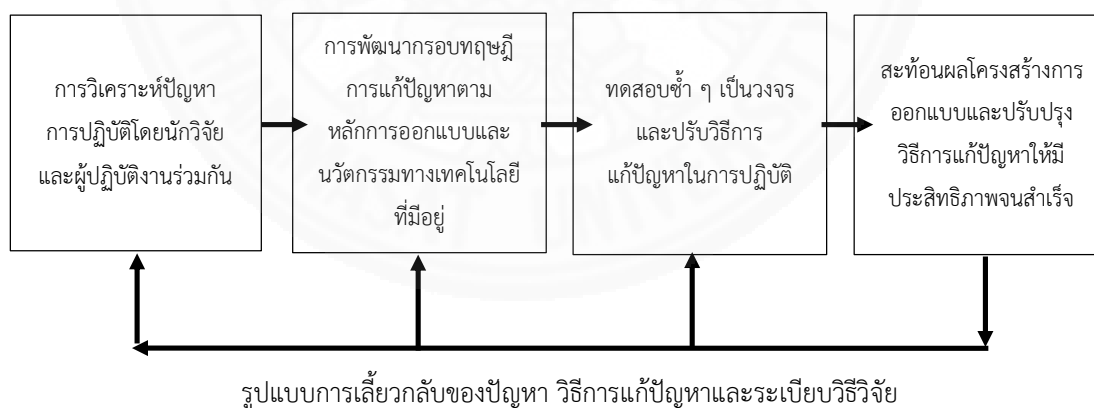 การวิเคราะห์ปัญหา
การปฏิบัติโดยนักวิจัย
และผู้ปฏิบัติงานร่วมกัน
การพัฒนากรอบทฤษฎี
การแก้ปัญหาตาม
หลักการออกแบบและ
นวัตกรรมทางเทคโนโลยี
ที่มีอยู่
ทดสอบซ้ำ ๆ เป็นวงจร
และปรับวิธีการ
แก้ปัญหาในการปฏิบัติ
สะท้อนผลโครงสร้างการ
ออกแบบและปรับปรุง
วิธีการแก้ปัญหาให้มี
ประสิทธิภาพจนสำเร็จ
รูปแบบการเลี้ยวกลับของปัญหา วิธีการแก้ปัญหาและระเบียบวิธีวิจัย